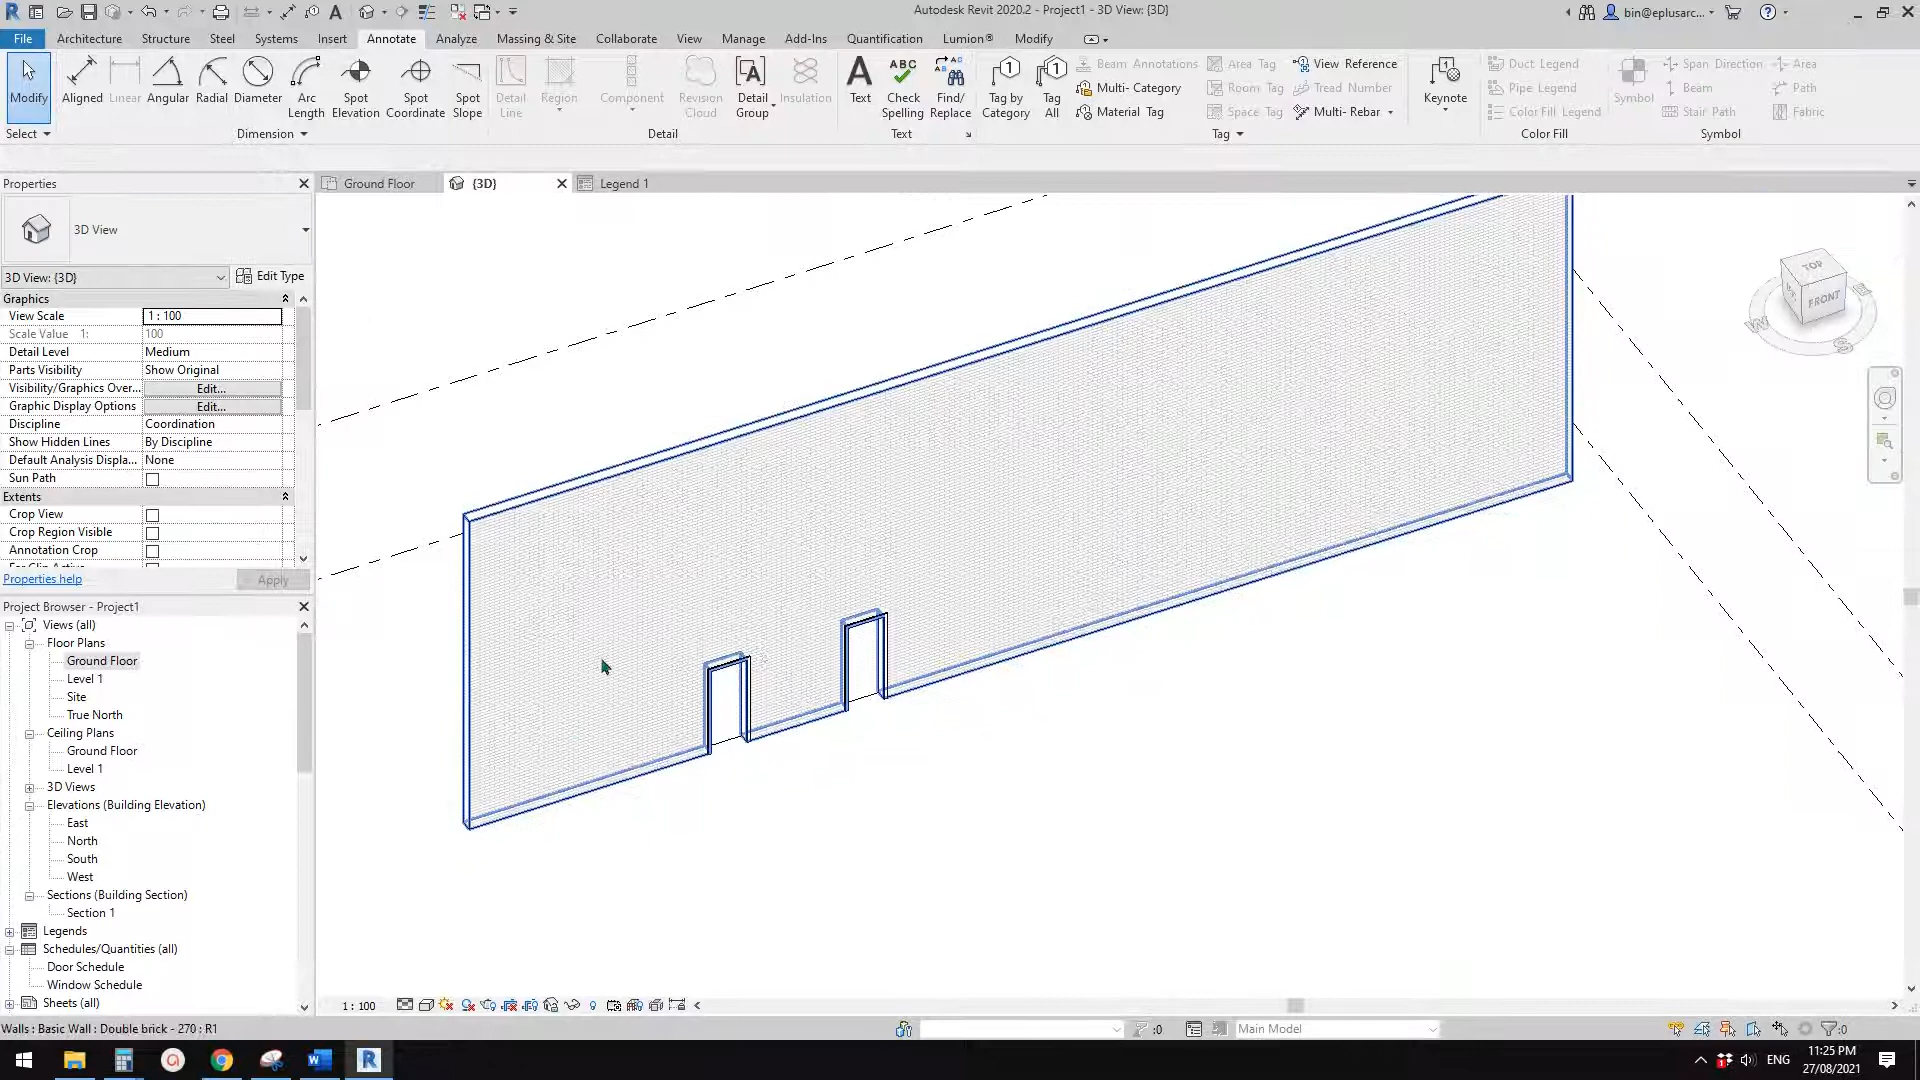 Autodesk Revit 2020.2 - Project1 - 3D View: {3D}
bin@eplusarc...
File Architecture Structure Steel Systems Insert Annotate Analyze Massing & Site Collaborate View Manage Add-Ins Quantification Lumion® Modify
Modify
Aligned
Linear
Angular
Radial
Diameter
Arc Length
Spot Elevation
Spot Coordinate
Spot Slope
Detail Line
Region
Component
Revision Cloud
Detail Group
Insulation
A
Text
ABC
Check Spelling
Find/ Replace
Tag by Category
Tag All
Beam Annotations
Multi- Category
Material Tag
Area Tag
Room Tag
Space Tag
View Reference
Tread Number
Multi- Rebar
Keynote
Duct Legend
Pipe Legend
Color Fill Legend
Symbol
Span Direction
Beam
Stair Path
Area
Path
Fabric
Select
Dimension
Detail
Text
Tag
Color Fill
Symbol
Properties
Ground Floor
{3D}
Legend 1
3D View
3D View: {3D}
Edit Type
Graphics
View Scale 1 : 100
Scale Value 1: 100
Detail Level Medium
Parts Visibility Show Original
Visibility/Graphics Over... Edit...
Graphic Display Options Edit...
Discipline Coordination
Show Hidden Lines By Discipline
Default Analysis Displa... None
Sun Path
Extents
Crop View
Crop Region Visible
Annotation Crop
Properties help
Apply
TOP
FRONT
W
S
Project Browser - Project1
Views (all)
Floor Plans
Ground Floor
Level 1
Site
True North
Ceiling Plans
Ground Floor
Level 1
3D Views
Elevations (Building Elevation)
East
North
South
West
Sections (Building Section)
Section 1
Legends
Schedules/Quantities (all)
Door Schedule
Window Schedule
Sheets (all)
1 : 100
Walls : Basic Wall : Double brick - 270 : R1
:0
Main Model
:0
ENG
11:25 PM
27/08/2021